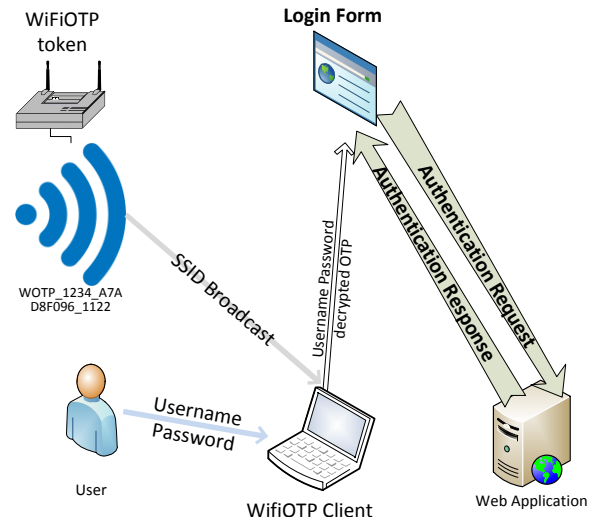 WiFiOTP
token
Login Form
WOTP_1234_A7A
D8F096_1122
SSID Broadcast
Username Password
decrypted OTP
Authentication Response
Authentication Request
Username
Password
User
WifiOTP Client
Web Application